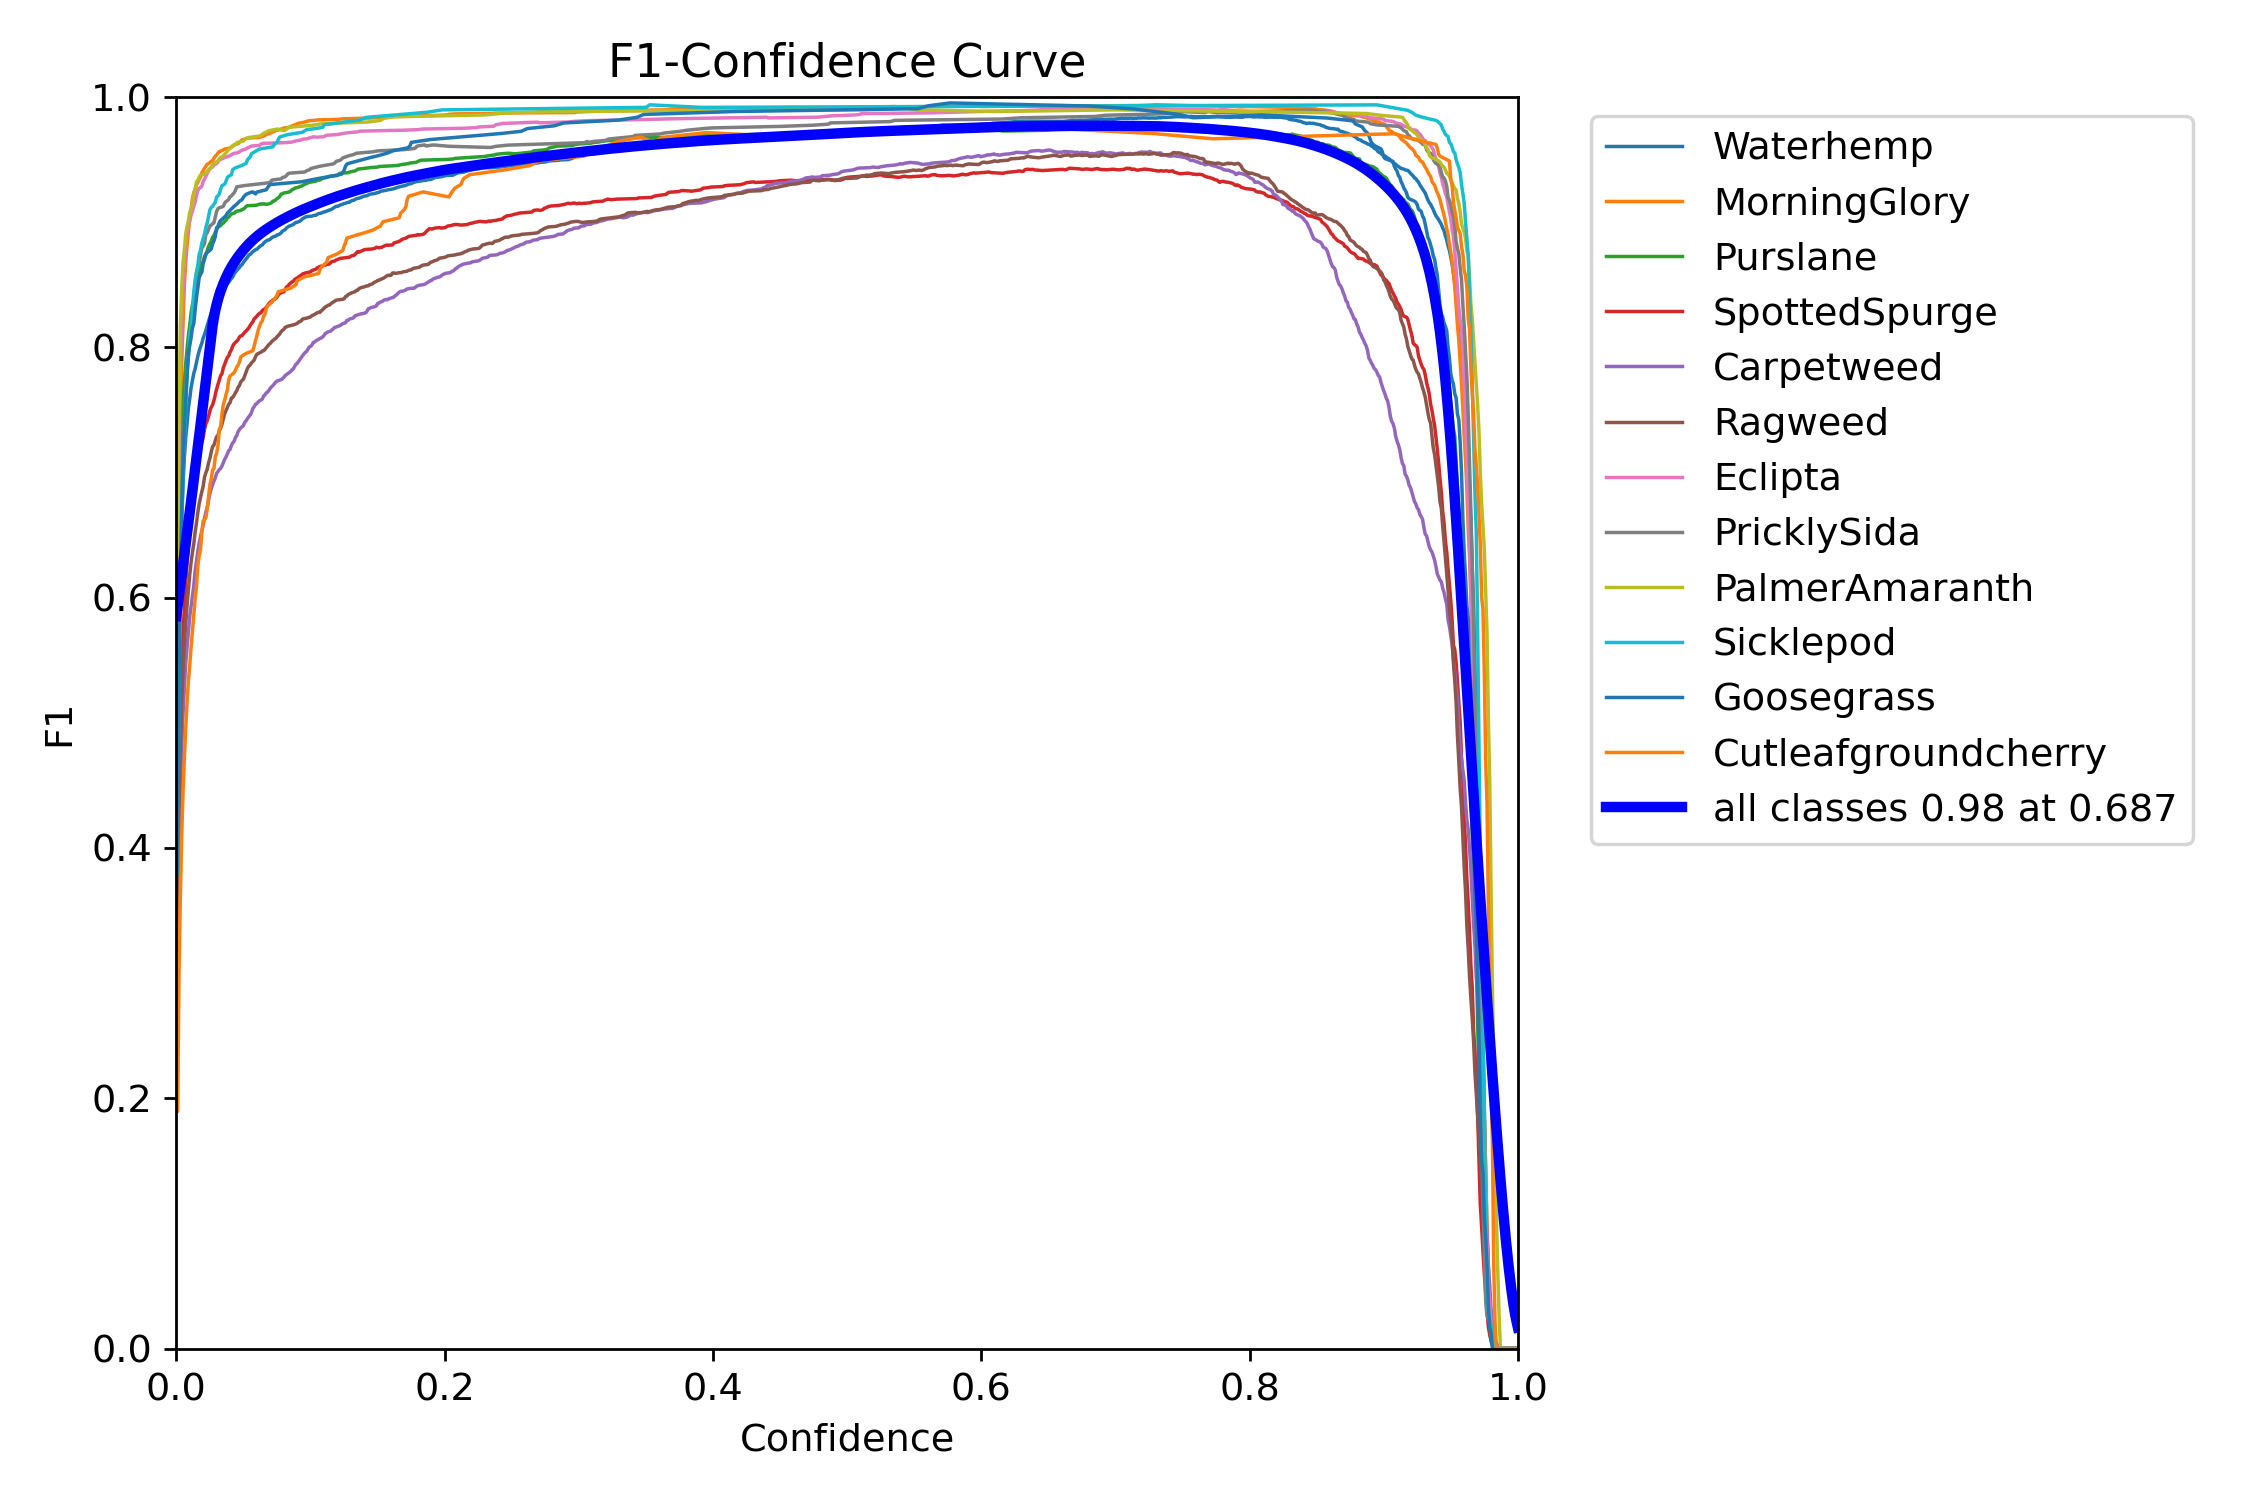 F1-Confidence Curve
1.0
0.8
0.6
0.4
0.2
0.0
F1
0.0 0.2 0.4 0.6 0.8 1.0
Confidence
Waterhemp
MorningGlory
Purslane
SpottedSpurge
Carpetweed
Ragweed
Eclipta
PricklySida
PalmerAmaranth
Sicklepod
Goosegrass
Cutleafgroundcherry
all classes 0.98 at 0.687